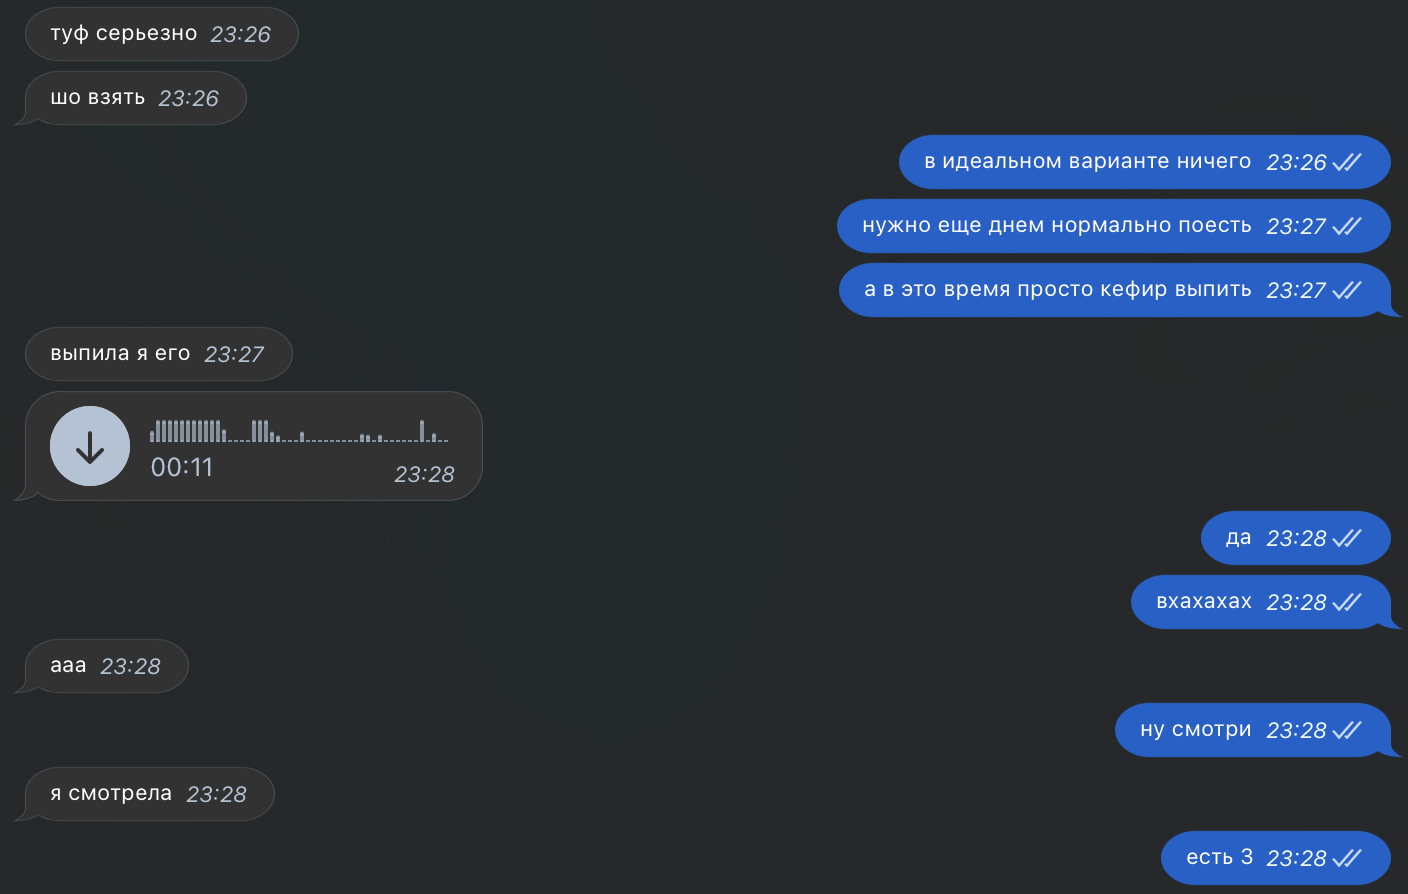 туф серьезно 23:26
шо взять 23:26
в идеальном варианте ничего 23:26
нужно еще днем нормально поесть 23:27
а в это время просто кефир выпить 23:27
выпила я его 23:27
00:11 23:28
да 23:28
вхахахах 23:28
ааа 23:28
ну смотри 23:28
я смотрела 23:28
есть 3 23:28